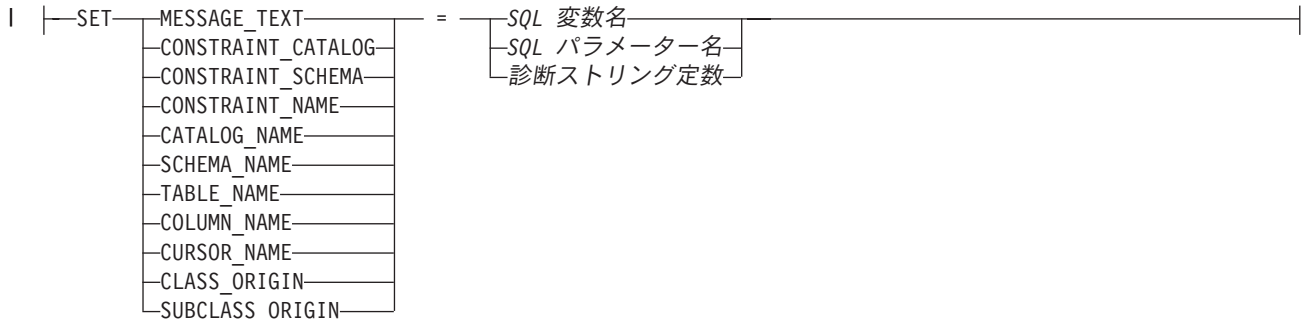 SET MESSAGE_TEXT = SQL 変数名
CONSTRAINT_CATALOG SQL パラメーター名
CONSTRAINT_SCHEMA 診断ストリング定数
CONSTRAINT_NAME
CATALOG_NAME
SCHEMA_NAME
TABLE_NAME
COLUMN_NAME
CURSOR_NAME
CLASS_ORIGIN
SUBCLASS_ORIGIN